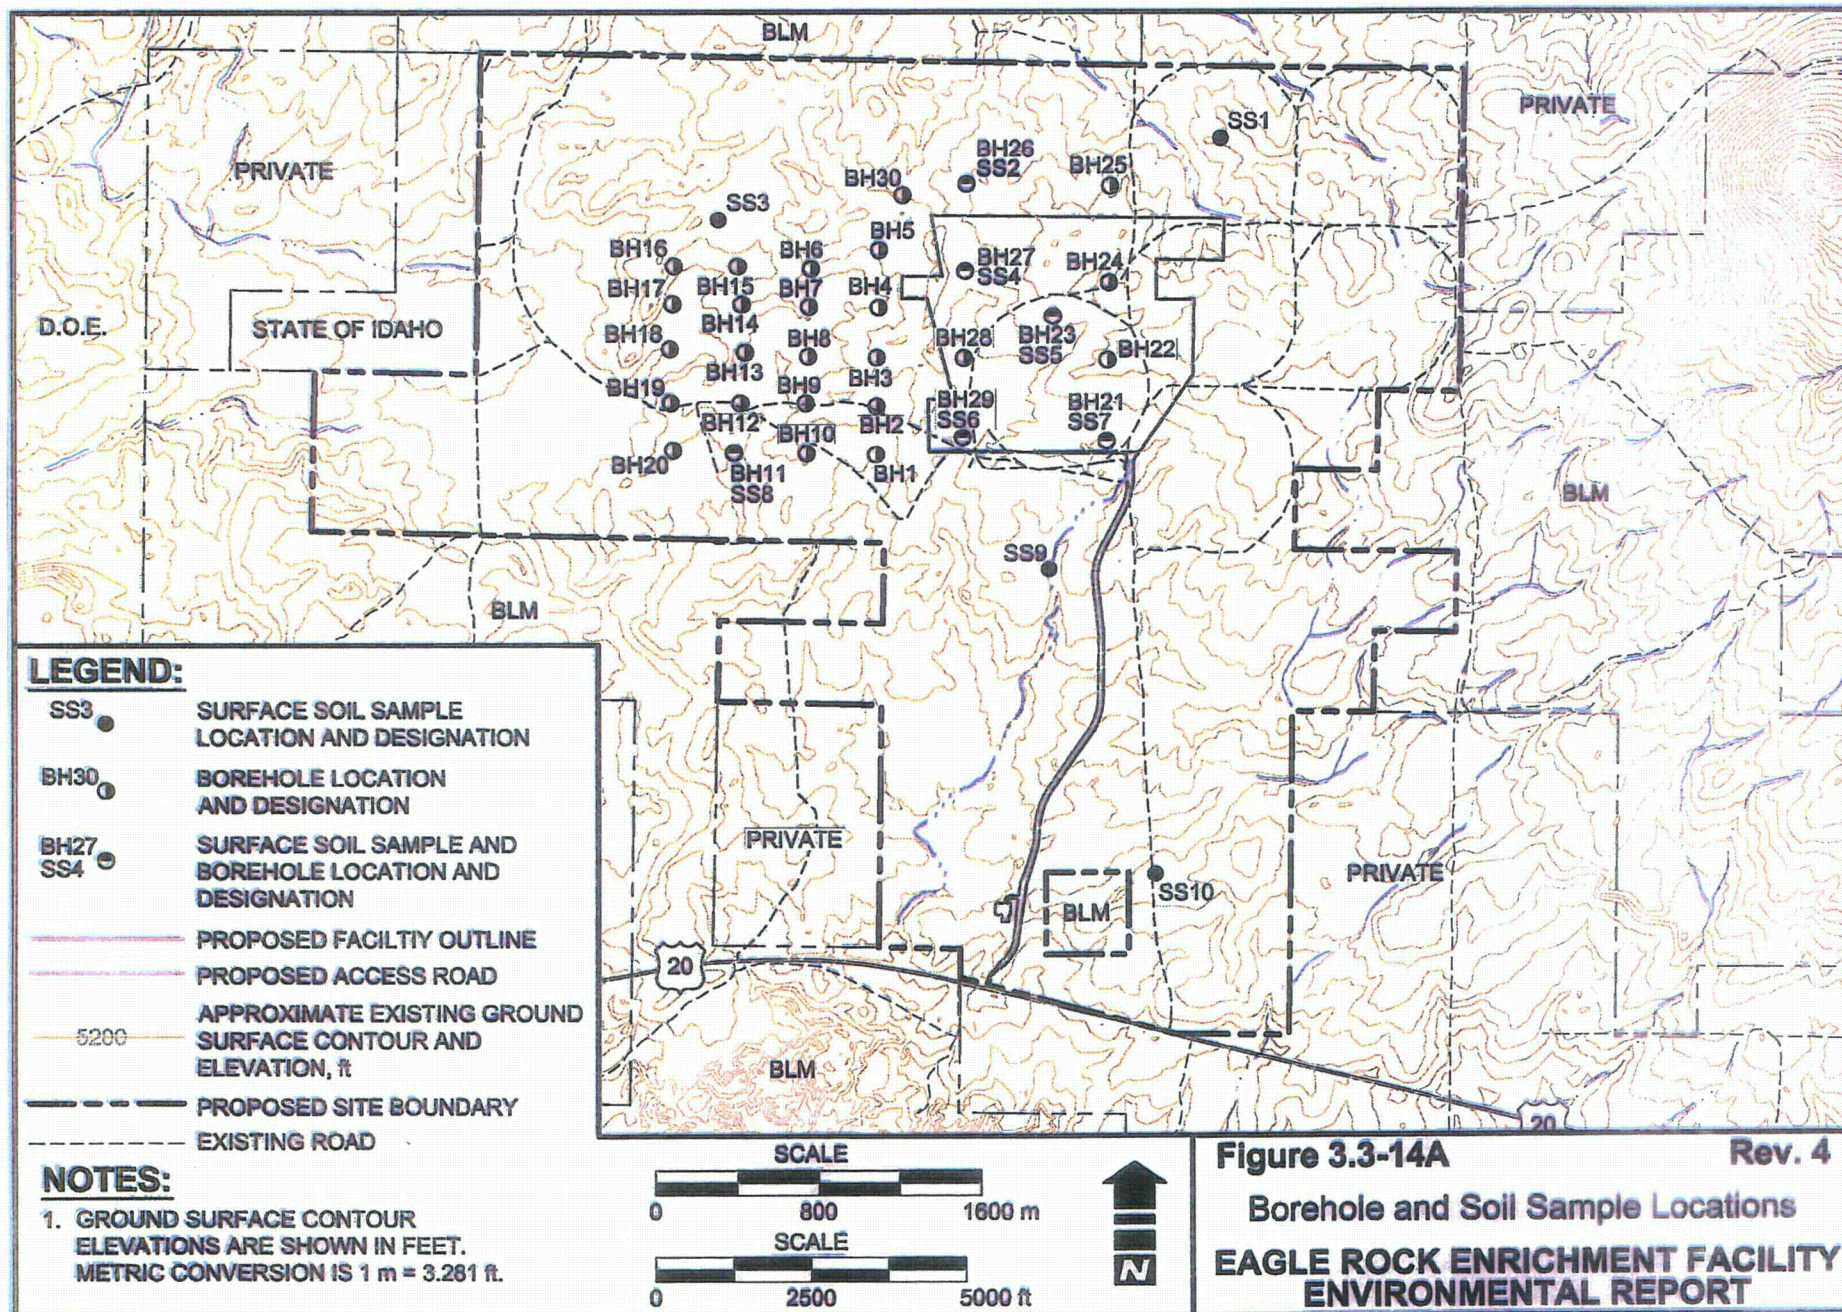 BLM
PRIVATE
PRIVATE
SS1
BH26
SS2
BH25
BH30
SS3
BH5
BH16
BH6
BH27
SS4
BH24
BH17
BH15
BH7
BH4
D.O.E.
STATE OF IDAHO
BH14
BH18
BH8
BH28
BH23
SS5
BH22
BH13
BH9
BH3
BH19
BH29
SS6
BH21
SS7
BH12
BH10
BH2
BH20
BH11
SS8
BH1
BLM
SS9
BLM
PRIVATE
PRIVATE
SS10
BLM
20
BLM
20
LEGEND:
SS3
SURFACE SOIL SAMPLE
LOCATION AND DESIGNATION
BH30
BOREHOLE LOCATION
AND DESIGNATION
BH27
SS4
SURFACE SOIL SAMPLE AND
BOREHOLE LOCATION AND
DESIGNATION
PROPOSED FACILTIY OUTLINE
PROPOSED ACCESS ROAD
5200
APPROXIMATE EXISTING GROUND
SURFACE CONTOUR AND
ELEVATION, ft
PROPOSED SITE BOUNDARY
EXISTING ROAD
NOTES:
1. GROUND SURFACE CONTOUR
ELEVATIONS ARE SHOWN IN FEET.
METRIC CONVERSION IS 1 m = 3.281 ft.
SCALE
0 800 1600 m
SCALE
0 2500 5000 ft
N
Figure 3.3-14A Rev. 4
Borehole and Soil Sample Locations
EAGLE ROCK ENRICHMENT FACILITY
ENVIRONMENTAL REPORT